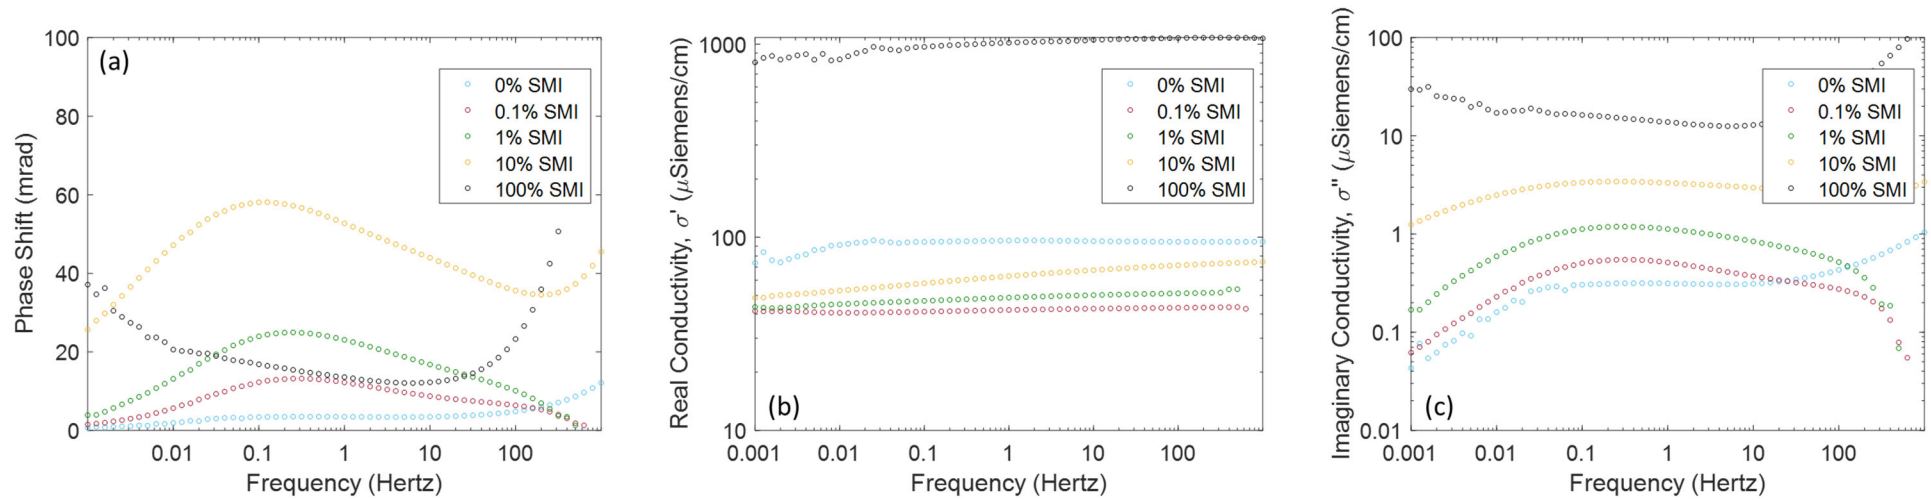 (a)
Phase Shift (mrad)
100
80
60
40
20
0
0% SMI
0.1% SMI
1% SMI
10% SMI
100% SMI
0.01
0.1
1
10
100
Frequency (Hertz)
(b)
Real Conductivity, σ' (μSiemens/cm)
1000
100
10
0% SMI
0.1% SMI
1% SMI
10% SMI
100% SMI
0.001
0.01
0.1
1
10
100
Frequency (Hertz)
(c)
Imaginary Conductivity, σ" (μSiemens/cm)
100
10
1
0.1
0.01
0% SMI
0.1% SMI
1% SMI
10% SMI
100% SMI
0.001
0.01
0.1
1
10
100
Frequency (Hertz)